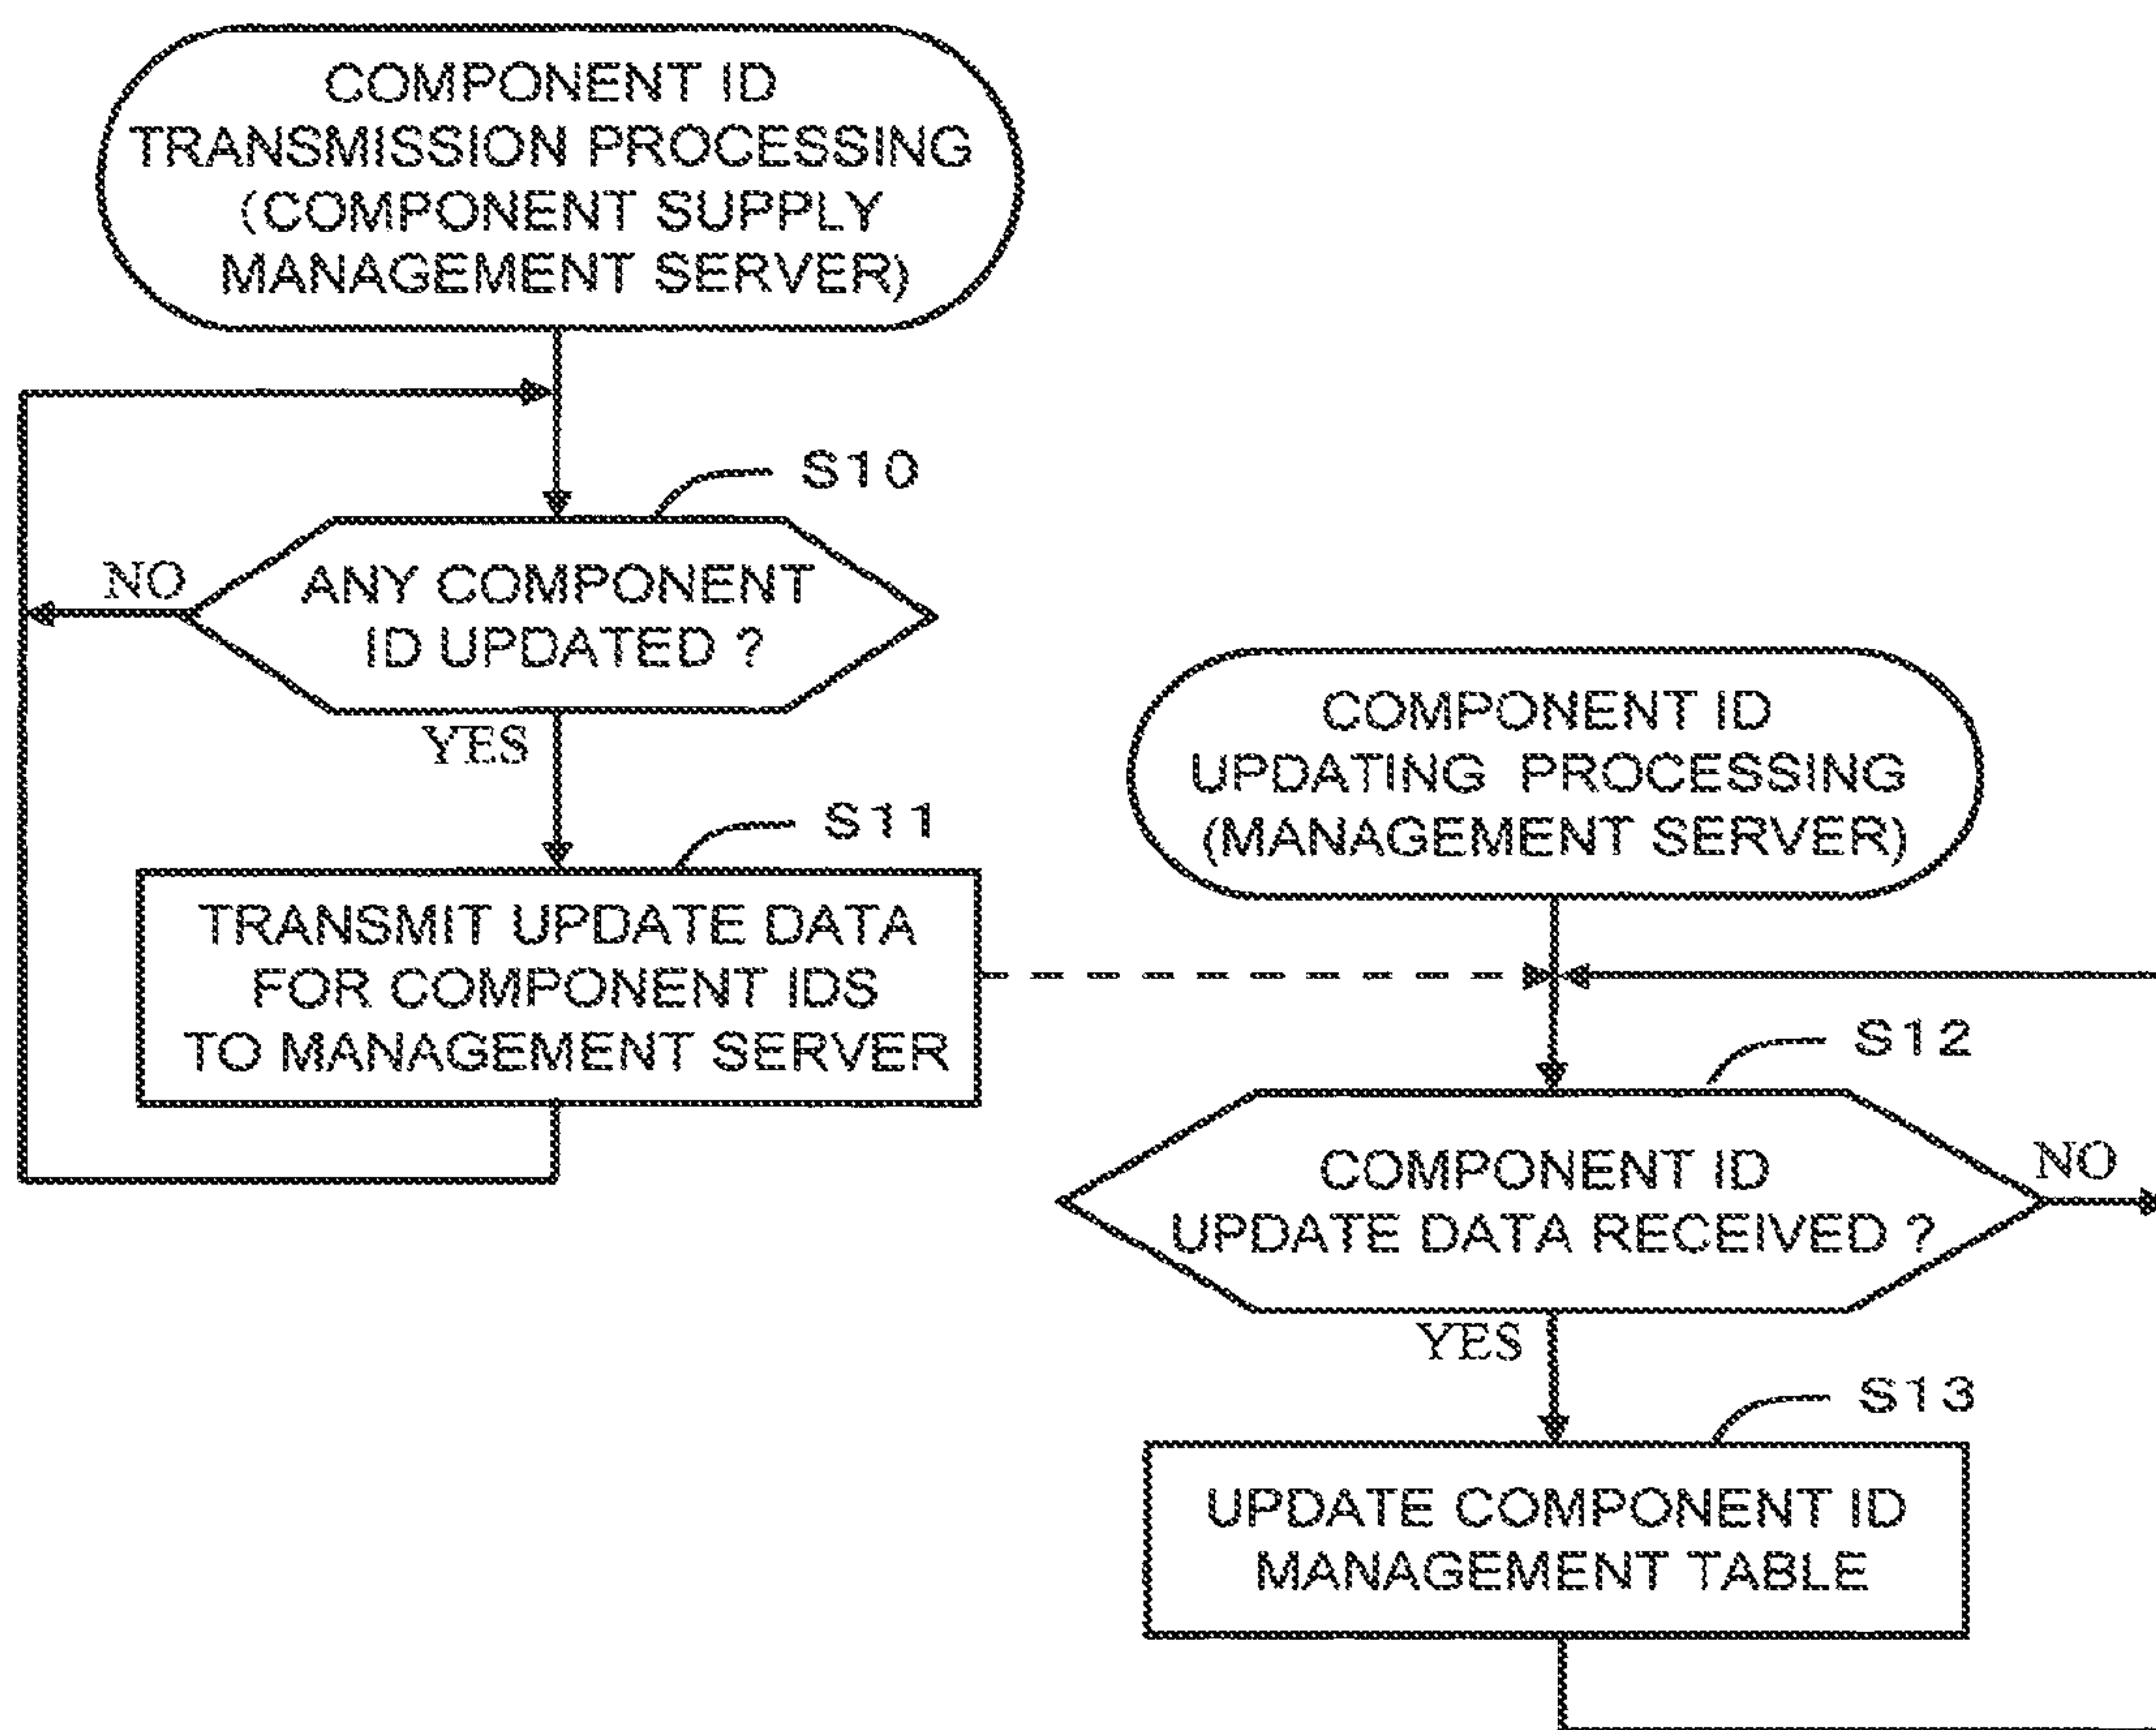 COMPONENT ID
TRANSMISSION PROCESSING
(COMPONENT SUPPLY
MANAGEMENT SERVER)
S10
NO
ANY COMPONENT
ID UPDATED ?
YES
S11
TRANSMIT UPDATE DATA
FOR COMPONENT IDS
TO MANAGEMENT SERVER
COMPONENT ID
UPDATING PROCESSING
(MANAGEMENT SERVER)
S12
COMPONENT ID
UPDATE DATA RECEIVED ?
NO
YES
S13
UPDATE COMPONENT ID
MANAGEMENT TABLE